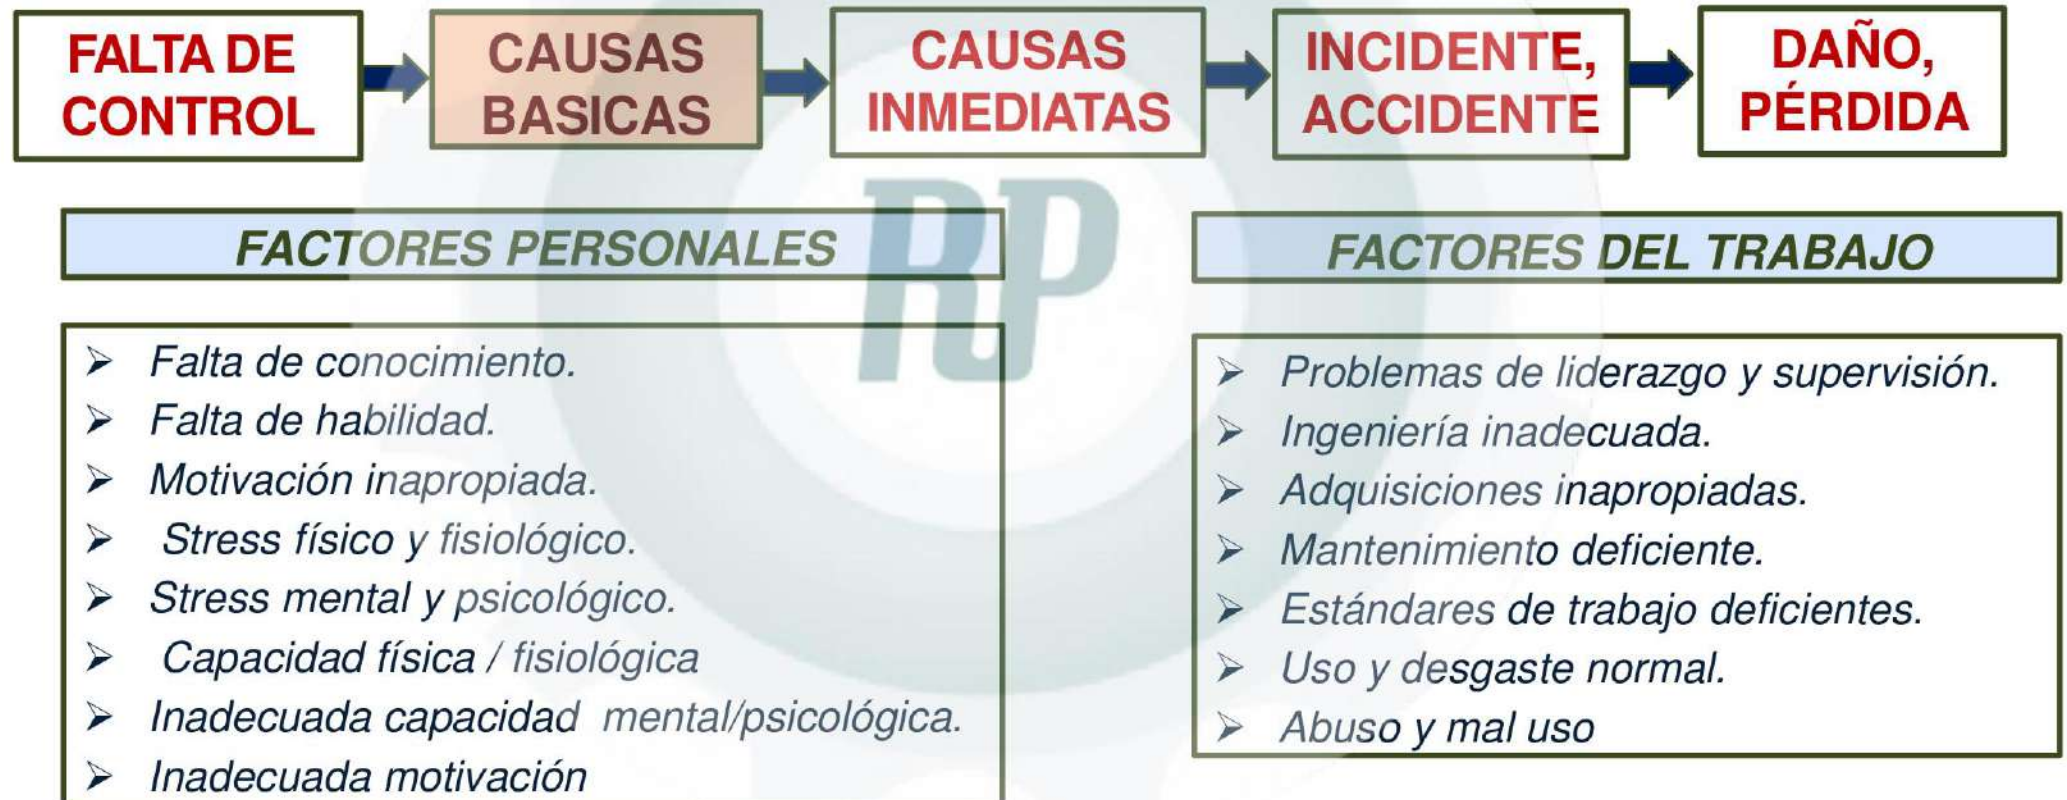 FALTA DE
CONTROL
CAUSAS
BASICAS
CAUSAS
INMEDIATAS
INCIDENTE,
ACCIDENTE
DAÑO,
PÉRDIDA
RP
FACTORES PERSONALES
➢ Falta de conocimiento.
➢ Falta de habilidad.
➢ Motivación inapropiada.
➢ Stress físico y fisiológico.
➢ Stress mental y psicológico.
➢ Capacidad física / fisiológica
➢ Inadecuada capacidad mental/psicológica.
➢ Inadecuada motivación
FACTORES DEL TRABAJO
➢ Problemas de liderazgo y supervisión.
➢ Ingeniería inadecuada.
➢ Adquisiciones inapropiadas.
➢ Mantenimiento deficiente.
➢ Estándares de trabajo deficientes.
➢ Uso y desgaste normal.
➢ Abuso y mal uso